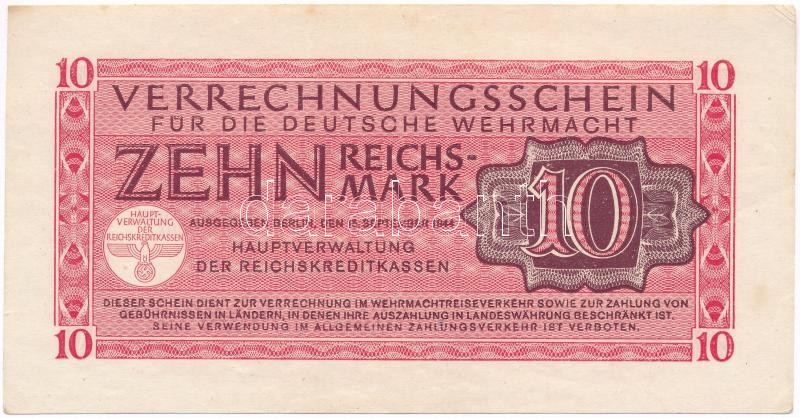 10 10
VERRECHNUNGSSCHEIN
FÜR DIE DEUTSCHE WEHRMACHT
ZEHN REICHS-
MARK
10
HAUPT-
VERWALTUNG
DER
REICHSKREDITKASSEN
AUSGEGEBEN BERLIN, DEN 15. SEPTEMBER 1944
HAUPTVERWALTUNG
DER REICHSKREDITKASSEN
darabanth
DIESER SCHEIN DIENT ZUR VERRECHNUNG IM WEHRMACHTREISEVERKEHR SOWIE ZUR ZAHLUNG VON
GEBÜHRNISSEN IN LÄNDERN, IN DENEN IHRE AUSZAHLUNG IN LANDESWÄHRUNG BESCHRÄNKT IST.
SEINE VERWENDUNG IM ALLGEMEINEN ZAHLUNGSVERKEHR IST VERBOTEN.
10 10